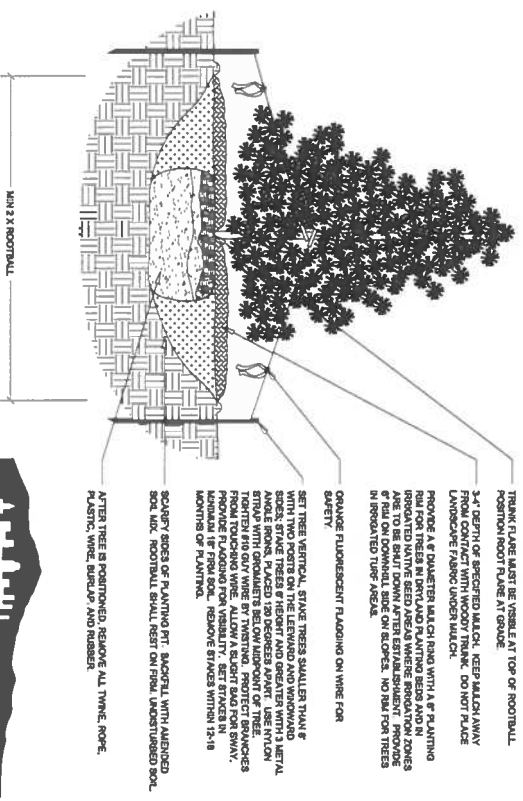 TRUNK FLARE MUST BE VISIBLE AT TOP OF ROOTBALL.
POSITION ROOT FLARE AT GRADE.
3-4" DEPTH OF SPECIFIED MULCH. KEEP MULCH AWAY
FROM CONTACT WITH WOODY TRUNK. DO NOT PLACE
LANDSCAPE FABRIC UNDER MULCH.
PROVIDE A 6' DIAMETER MULCH RING WITH A 6" PLANTING
RIM FOR TREES IN DRYLAND PLANTING BEDS AND IN
IRRIGATED NATIVE SEED AREAS WHERE IRRIGATION ZONES
ARE TO BE SHUT DOWN AFTER ESTABLISHMENT. PROVIDE
6" RIM ON DOWNHILL SIDE ON SLOPES. NO RIM FOR TREES
IN IRRIGATED TURF AREAS.
ORANGE FLUORESCENT FLAGGING ON WIRE FOR
SAFETY.
SET TREE VERTICAL. STAKE TREES SMALLER THAN 6'
WITH TWO POSTS ON THE LEEWARD AND WINDWARD
SIDES; STAKE TREES 6' HEIGHT AND GREATER WITH 3 METAL
ANGLE IRONS, PLACED 120 DEGREES APART. USE NYLON
STRAP WITH GROMMETS BELOW MIDPOINT OF TREE.
TIGHTEN #10 GUY WIRE BY TWISTING. PROTECT BRANCHES
FROM TOUCHING WIRE. ALLOW A SLIGHT SAG FOR SWAY.
PROVIDE FLAGGING FOR VISIBILITY. SET STAKES IN
MINIMUM 18" FIRM SOIL. REMOVE STAKES WITHIN 12-18
MONTHS OF PLANTING.
SCARIFY SIDES OF PLANTING PIT. BACKFILL WITH AMENDED
SOIL MIX. ROOTBALL SHALL REST ON FIRM, UNDISTURBED SOIL.
AFTER TREE IS POSITIONED, REMOVE ALL TWINE, ROPE,
PLASTIC, WIRE, BURLAP, AND RUBBER.
MIN 2 X ROOTBALL